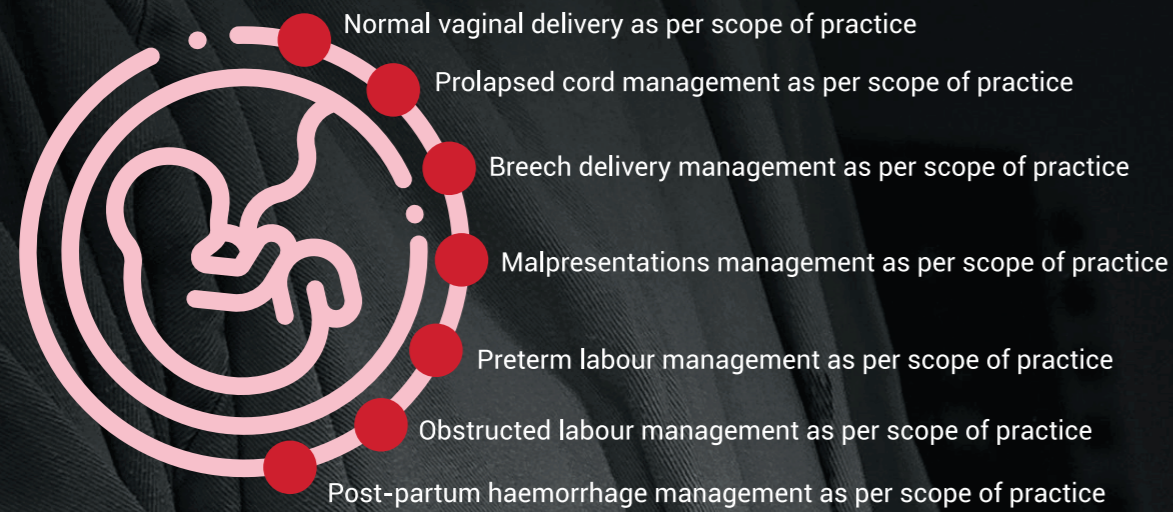 Normal vaginal delivery as per scope of practice
Prolapsed cord management as per scope of practice
Breech delivery management as per scope of practice
Malpresentations management as per scope of practice
Preterm labour management as per scope of practice
Obstructed labour management as per scope of practice
Post-partum haemorrhage management as per scope of practice